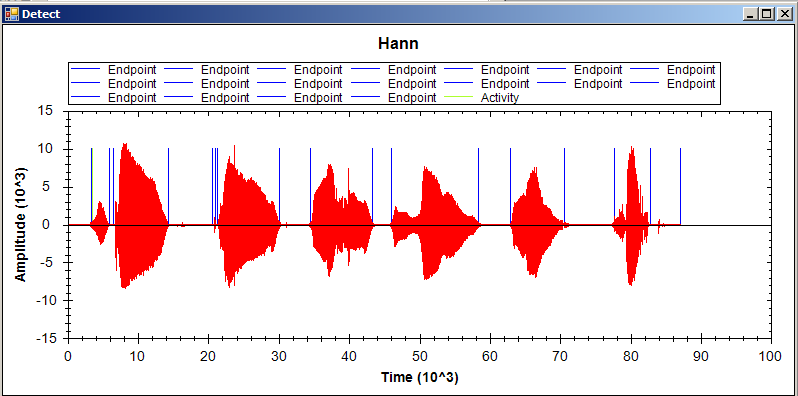 Detect
Hann
Endpoint Endpoint Endpoint Endpoint Endpoint Endpoint Endpoint
Endpoint Endpoint Endpoint Endpoint Endpoint Endpoint Endpoint
Endpoint Endpoint Endpoint Endpoint Activity
15
10
5
0
-5
-10
-15
Amplitude (10^3)
0 10 20 30 40 50 60 70 80 90 100
Time (10^3)